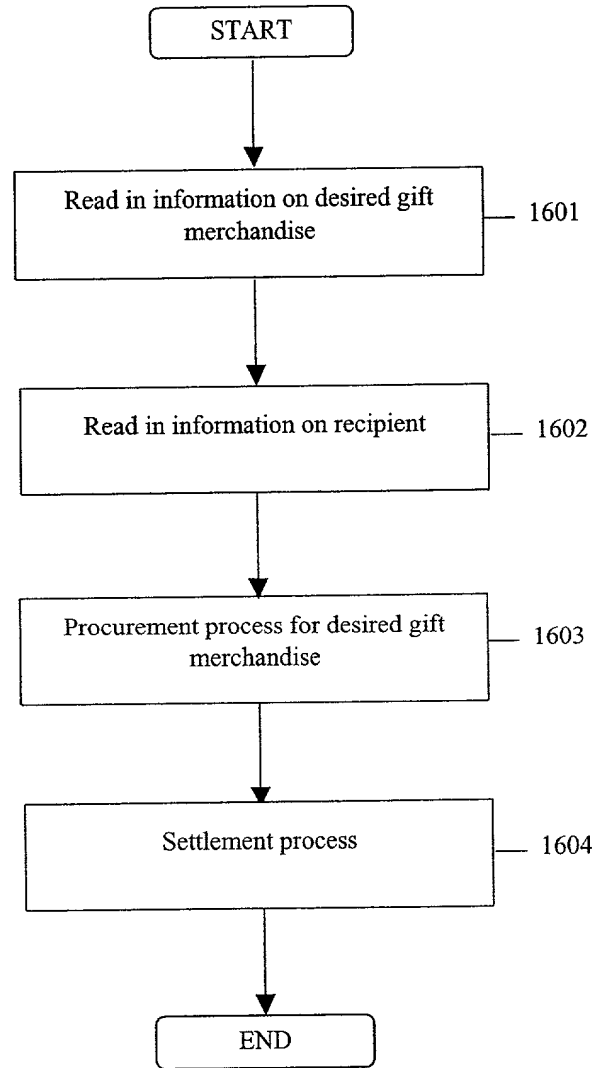 START
Read in information on desired gift
merchandise
1601
Read in information on recipient
1602
Procurement process for desired gift
merchandise
1603
Settlement process
1604
END